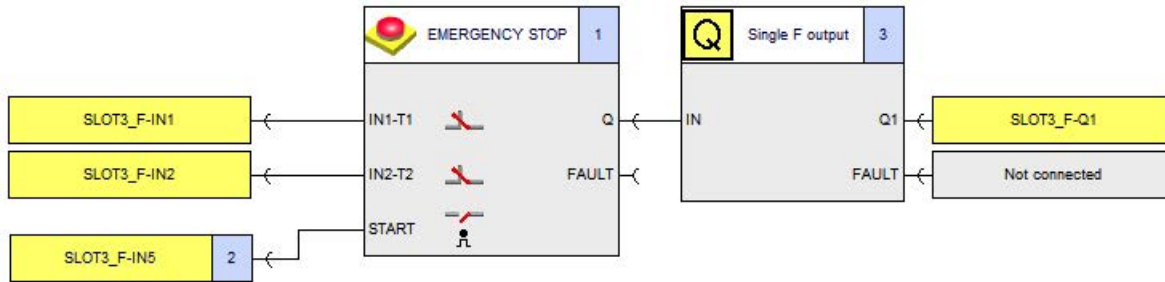 EMERGENCY STOP 1
Q Single F output 3
SLOT3_F-IN1 IN1-T1 Q IN Q1 SLOT3_F-Q1
SLOT3_F-IN2 IN2-T2 FAULT FAULT Not connected
START
SLOT3_F-IN5 2